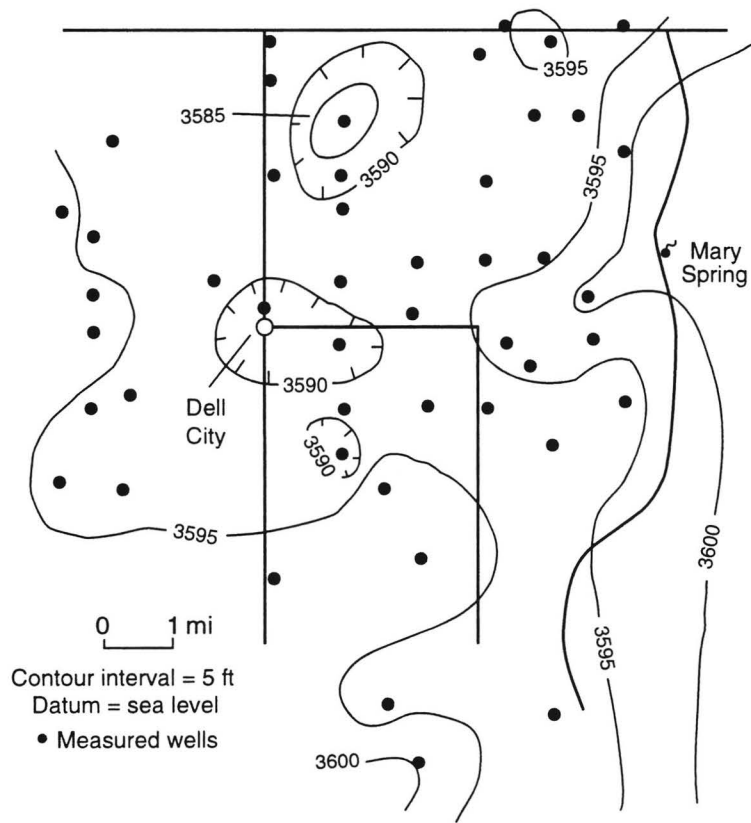 3595
3585
3590
3595
Mary
Spring
3590
Dell
City
3590
3595
3600
3595
0 1 mi
Contour interval = 5 ft
Datum = sea level
• Measured wells
3600